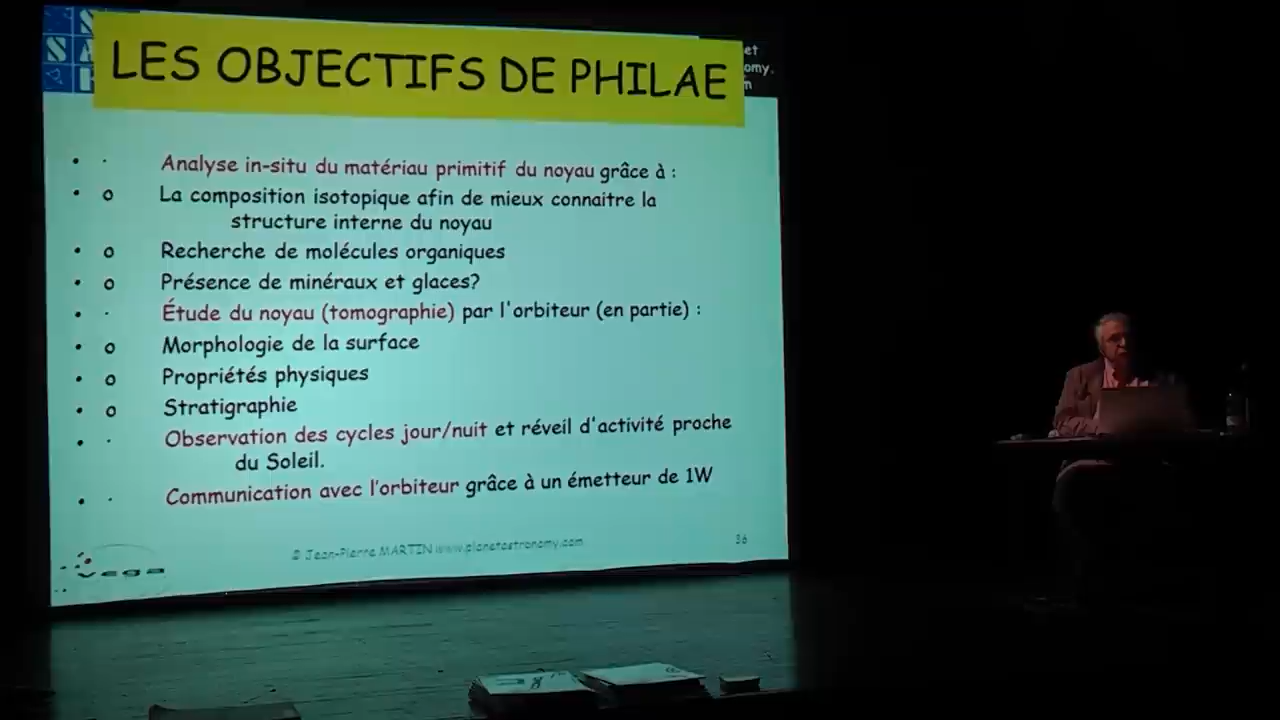 LES OBJECTIFS DE PHILAE
et
omy.
m
• · Analyse in-situ du matériau primitif du noyau grâce à :
• o La composition isotopique afin de mieux connaitre la
structure interne du noyau
• o Recherche de molécules organiques
• o Présence de minéraux et glaces?
• · Étude du noyau (tomographie) par l'orbiteur (en partie) :
• o Morphologie de la surface
• o Propriétés physiques
• o Stratigraphie
• · Observation des cycles jour/nuit et réveil d'activité proche
du Soleil.
• · Communication avec l'orbiteur grâce à un émetteur de 1W
© Jean-Pierre MARTIN www.planetastronomy.com
36
vega